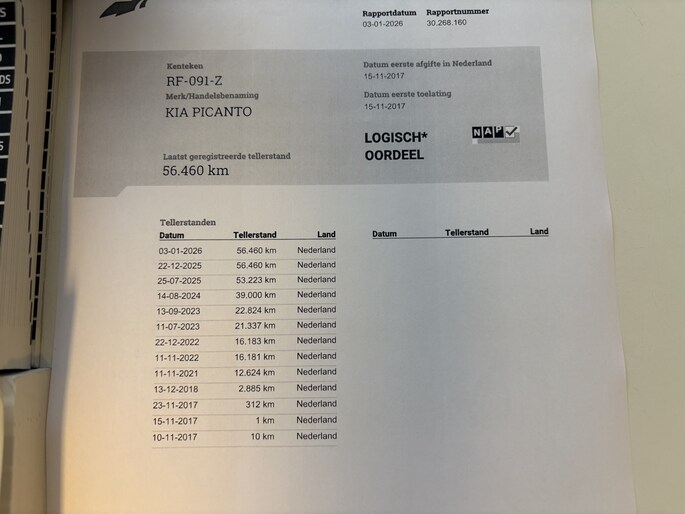 Rapportdatum Rapportnummer
03-01-2026 30.268.160
Kenteken
RF-091-Z
Merk/Handelsbenaming
KIA PICANTO
Datum eerste afgifte in Nederland
15-11-2017
Datum eerste toelating
15-11-2017
LOGISCH*
OORDEEL
NAP
Laatst geregistreerde tellerstand
56.460 km
Tellerstanden
Datum Tellerstand Land Datum Tellerstand Land
03-01-2026 56.460 km Nederland
22-12-2025 56.460 km Nederland
25-07-2025 53.223 km Nederland
14-08-2024 39.000 km Nederland
13-09-2023 22.824 km Nederland
11-07-2023 21.337 km Nederland
22-12-2022 16.183 km Nederland
11-11-2022 16.181 km Nederland
11-11-2021 12.624 km Nederland
13-12-2018 2.885 km Nederland
23-11-2017 312 km Nederland
15-11-2017 1 km Nederland
10-11-2017 10 km Nederland